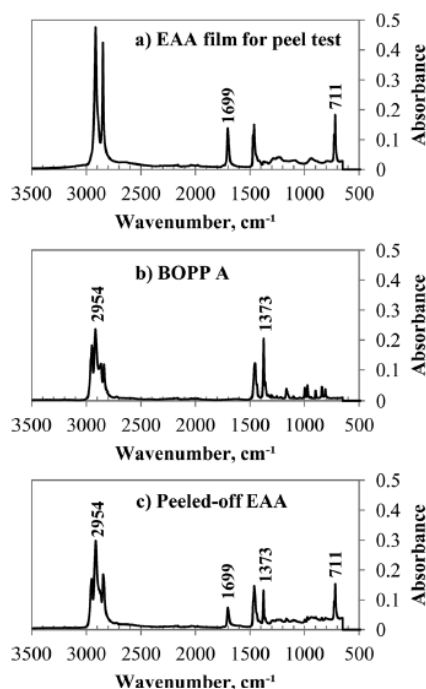 a) EAA film for peel test
1699
711
0.5
0.4
0.3
0.2
0.1
0
Absorbance
3500 3000 2500 2000 1500 1000 500
Wavenumber, cm⁻¹
b) BOPP A
2954
1373
0.5
0.4
0.3
0.2
0.1
0
Absorbance
3500 3000 2500 2000 1500 1000 500
Wavenumber, cm⁻¹
c) Peeled-off EAA
2954
1699
1373
711
0.5
0.4
0.3
0.2
0.1
0
Absorbance
3500 3000 2500 2000 1500 1000 500
Wavenumber, cm⁻¹